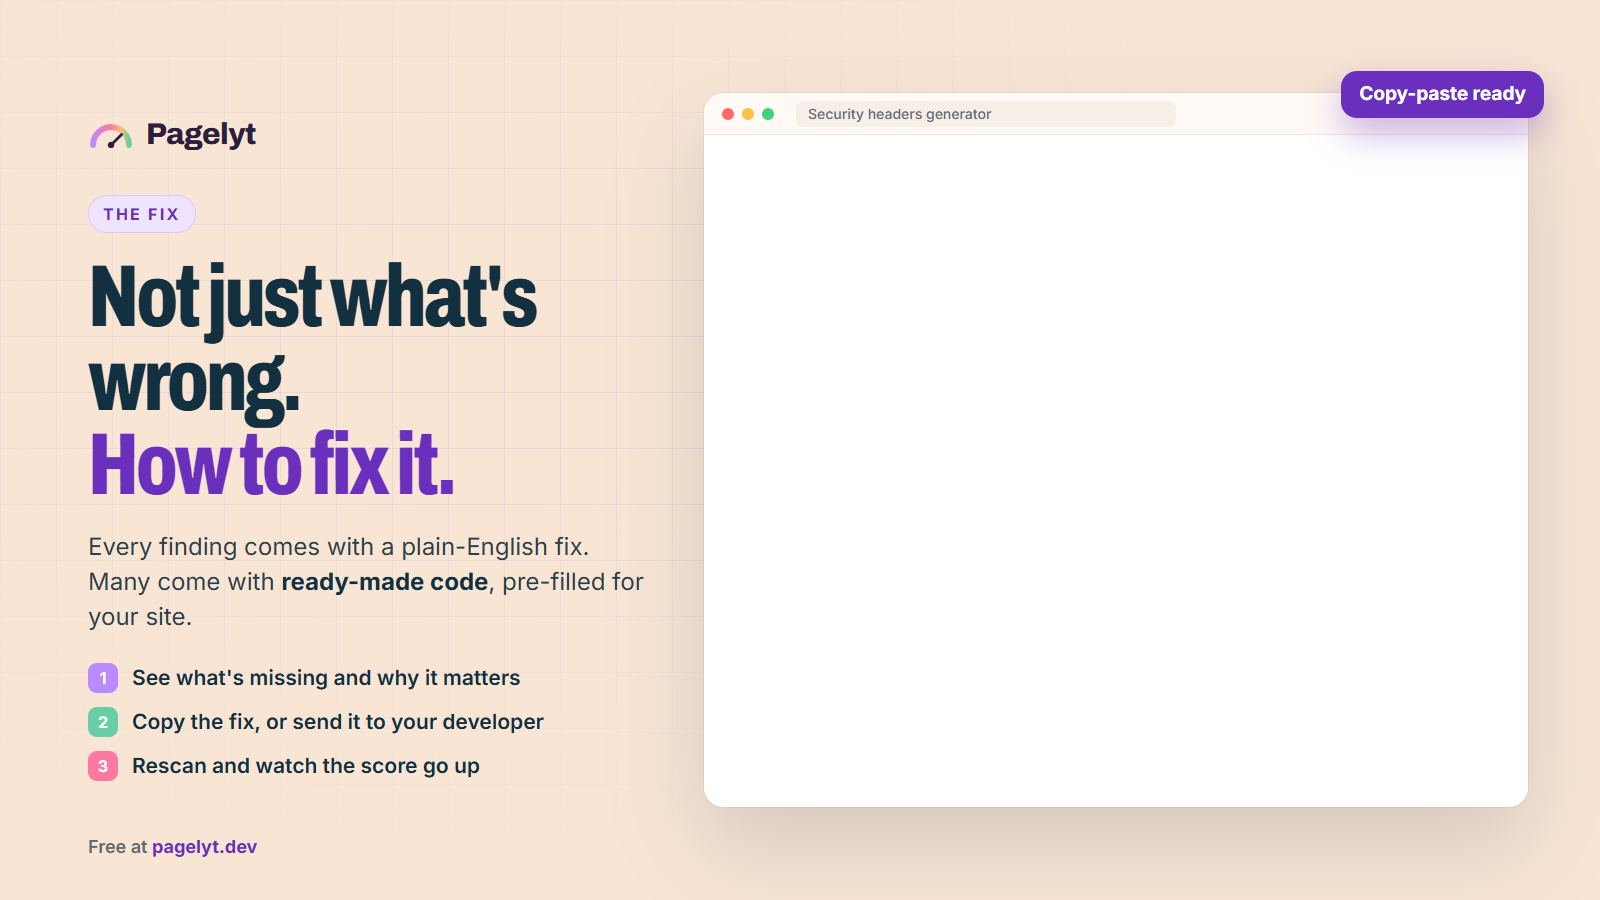 Pagelyt
THE FIX
Not just what's
wrong.
How to fix it.
Every finding comes with a plain-English fix.
Many come with ready-made code, pre-filled for
your site.
1 See what's missing and why it matters
2 Copy the fix, or send it to your developer
3 Rescan and watch the score go up
Free at pagelyt.dev
Security headers generator
Copy-paste ready